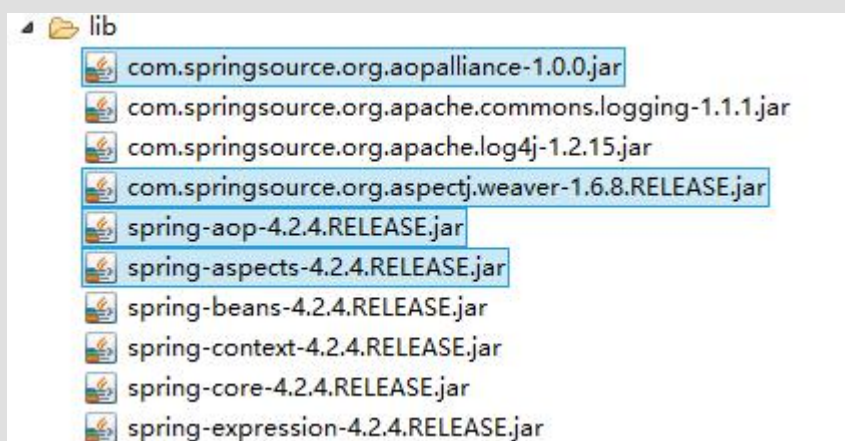 lib
com.springsource.org.aopalliance-1.0.0.jar
com.springsource.org.apache.commons.logging-1.1.1.jar
com.springsource.org.apache.log4j-1.2.15.jar
com.springsource.org.aspectj.weaver-1.6.8.RELEASE.jar
spring-aop-4.2.4.RELEASE.jar
spring-aspects-4.2.4.RELEASE.jar
spring-beans-4.2.4.RELEASE.jar
spring-context-4.2.4.RELEASE.jar
spring-core-4.2.4.RELEASE.jar
spring-expression-4.2.4.RELEASE.jar